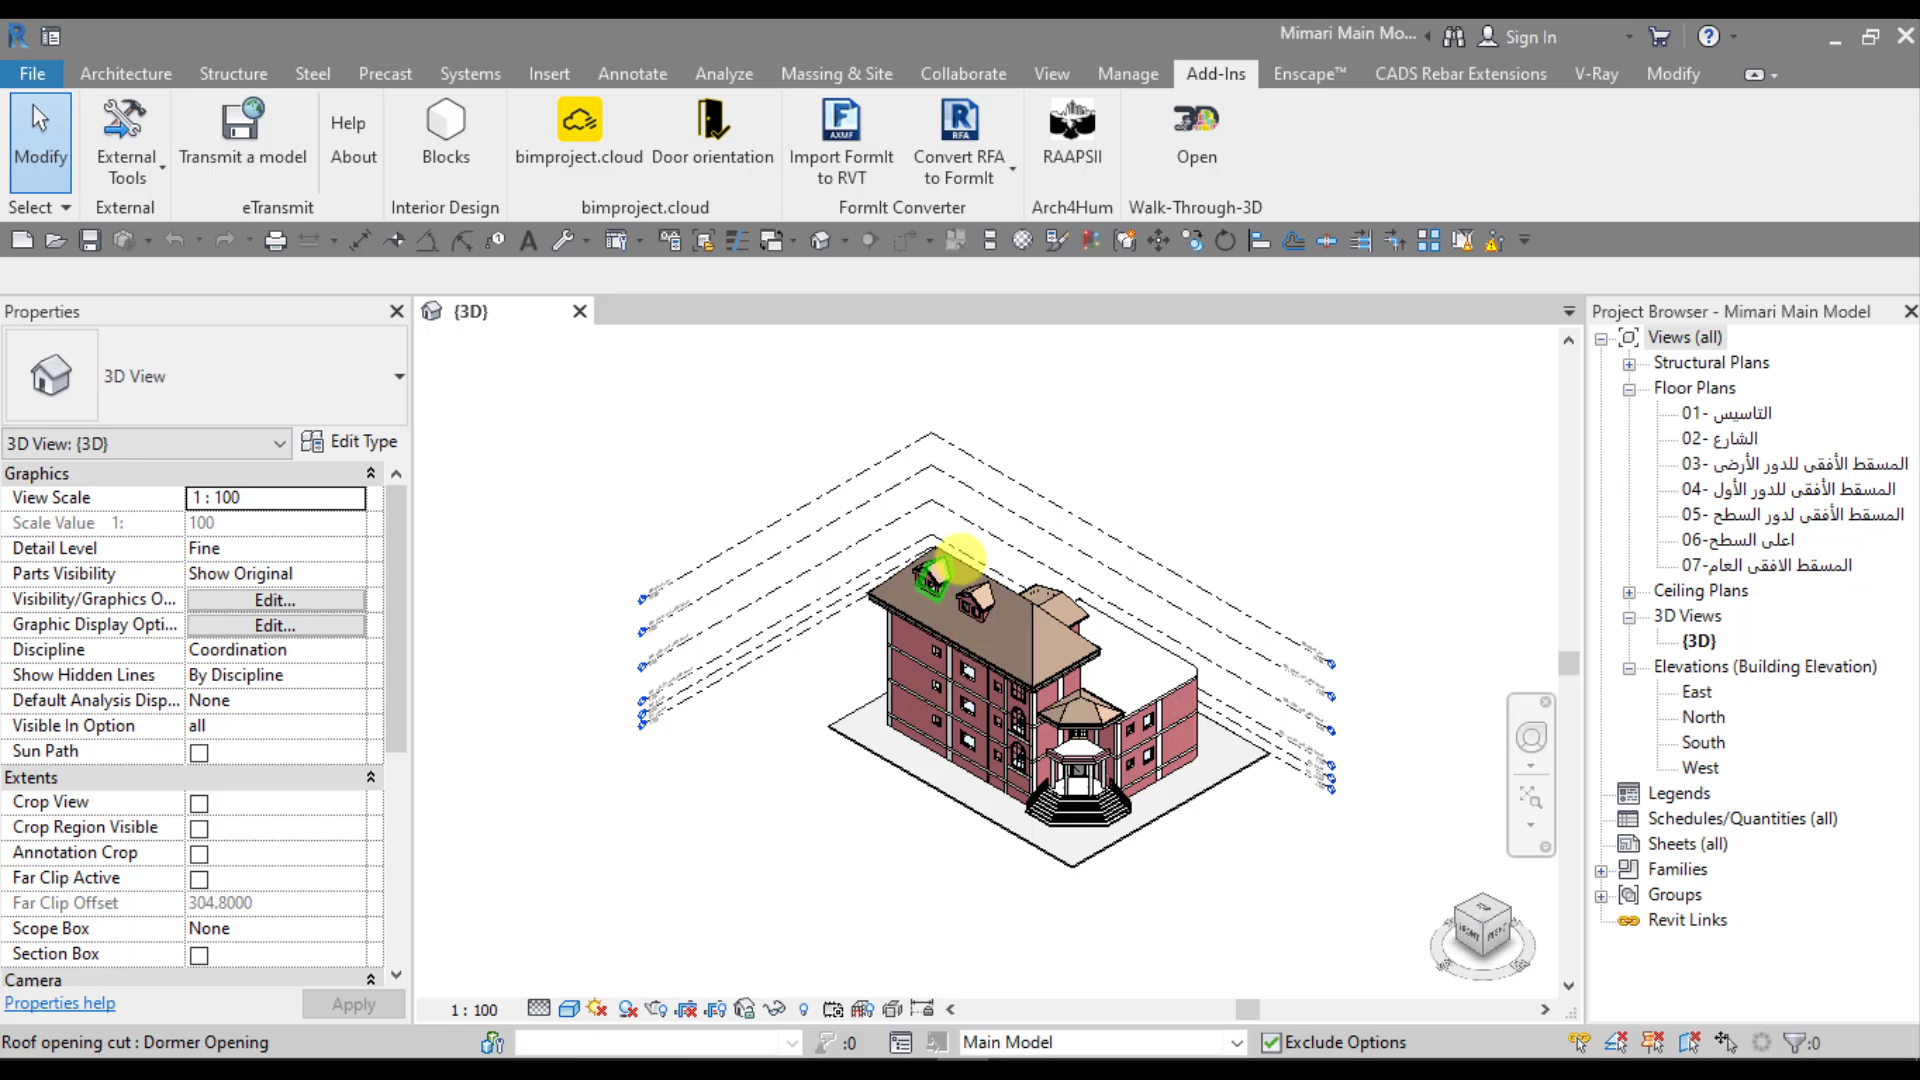 Mimari Main Mo...
Sign In
File
Architecture
Structure
Steel
Precast
Systems
Insert
Annotate
Analyze
Massing & Site
Collaborate
View
Manage
Add-Ins
Enscape™
CADS Rebar Extensions
V-Ray
Modify
Modify
External
Tools
Transmit a model
Help
About
Blocks
bimproject.cloud
Door orientation
AXMF
Import FormIt
to RVT
RFA
Convert RFA
to FormIt
RAAPSII
Open
Select
External
eTransmit
Interior Design
bimproject.cloud
FormIt Converter
Arch4Hum
Walk-Through-3D
Properties
3D View
3D View: {3D}
Edit Type
Graphics
View Scale 1 : 100
Scale Value 1: 100
Detail Level Fine
Parts Visibility Show Original
Visibility/Graphics O... Edit...
Graphic Display Opti... Edit...
Discipline Coordination
Show Hidden Lines By Discipline
Default Analysis Disp... None
Visible In Option all
Sun Path
Extents
Crop View
Crop Region Visible
Annotation Crop
Far Clip Active
Far Clip Offset 304.8000
Scope Box None
Section Box
Camera
Properties help
Apply
{3D}
TOP
FRONT
RIGHT
1 : 100
Project Browser - Mimari Main Model
Views (all)
Structural Plans
Floor Plans
01- التاسيس
02- الشارع
03- المسقط الأفقى للدور الأرضى
04- المسقط الأفقى للدور الأول
05- المسقط الأفقى لدور السطح
06-اعلى السطح
07-المسقط الافقى العام
Ceiling Plans
3D Views
{3D}
Elevations (Building Elevation)
East
North
South
West
Legends
Schedules/Quantities (all)
Sheets (all)
Families
Groups
Revit Links
Roof opening cut : Dormer Opening
:0
Main Model
Exclude Options
:0